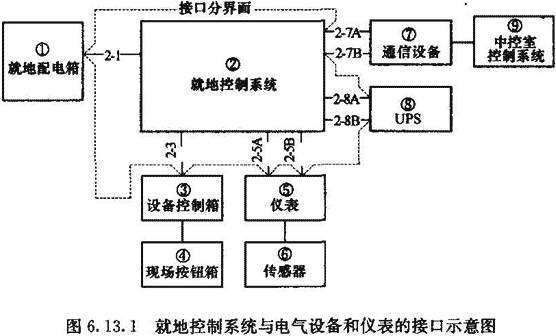 接口分界面
①
就地配电箱
2-1
②
就地控制系统
2-7A
2-7B
⑦
通信设备
⑨
中控室
控制系统
2-8A
2-8B
⑧
UPS
2-3
2-5A
2-5B
③
设备控制箱
⑤
仪表
④
现场按钮箱
⑥
传感器
图 6.13.1 就地控制系统与电气设备和仪表的接口示意图